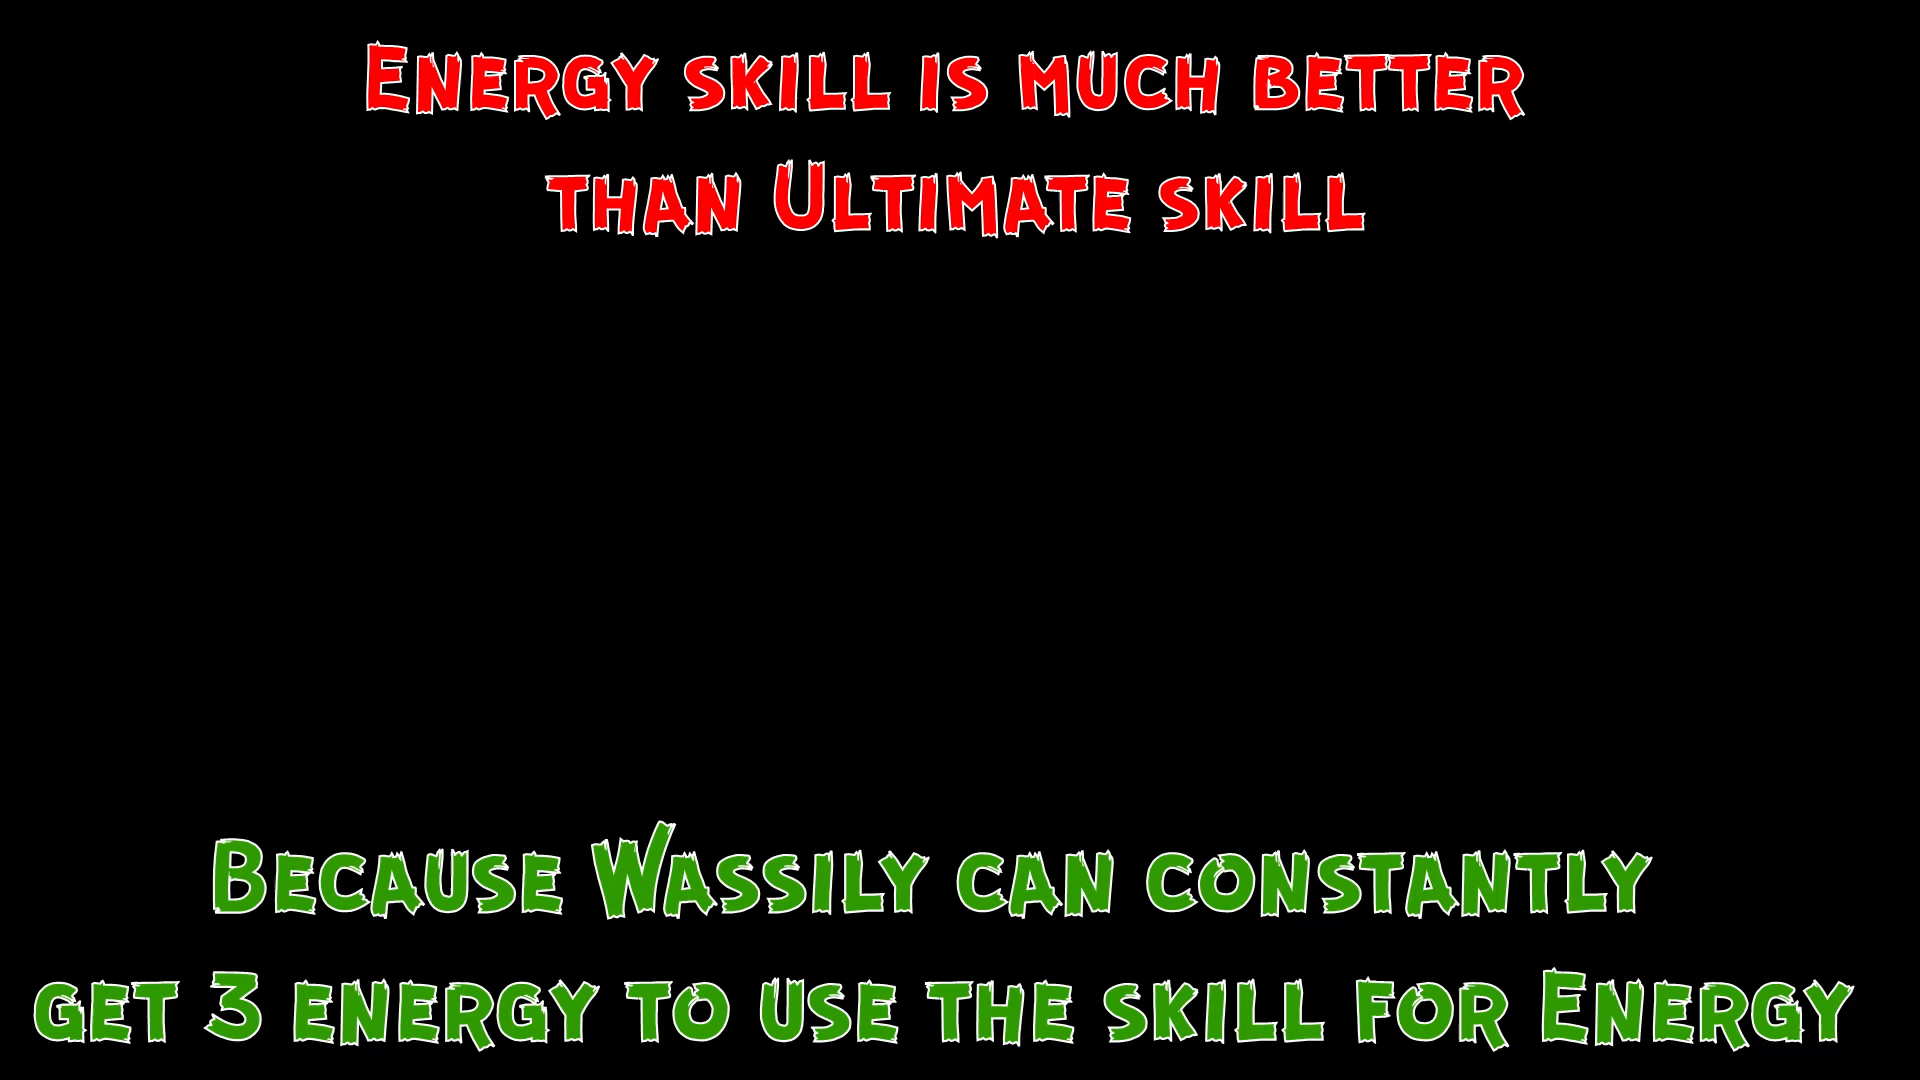 Energy skill is much better
than Ultimate skill
Because Wassily can constantly
get 3 energy to use the skill for Energy